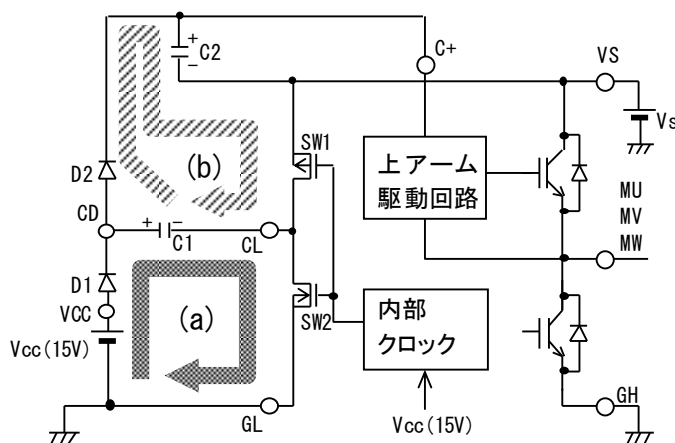 +
-
C2
C+
VS
Vs
SW1
(b)
上アーム
駆動回路
D2
CD
+ -
C1
CL
MU
MV
MW
D1
VCC
Vcc(15V)
(a)
SW2
内部
クロック
GL
Vcc(15V)
GH